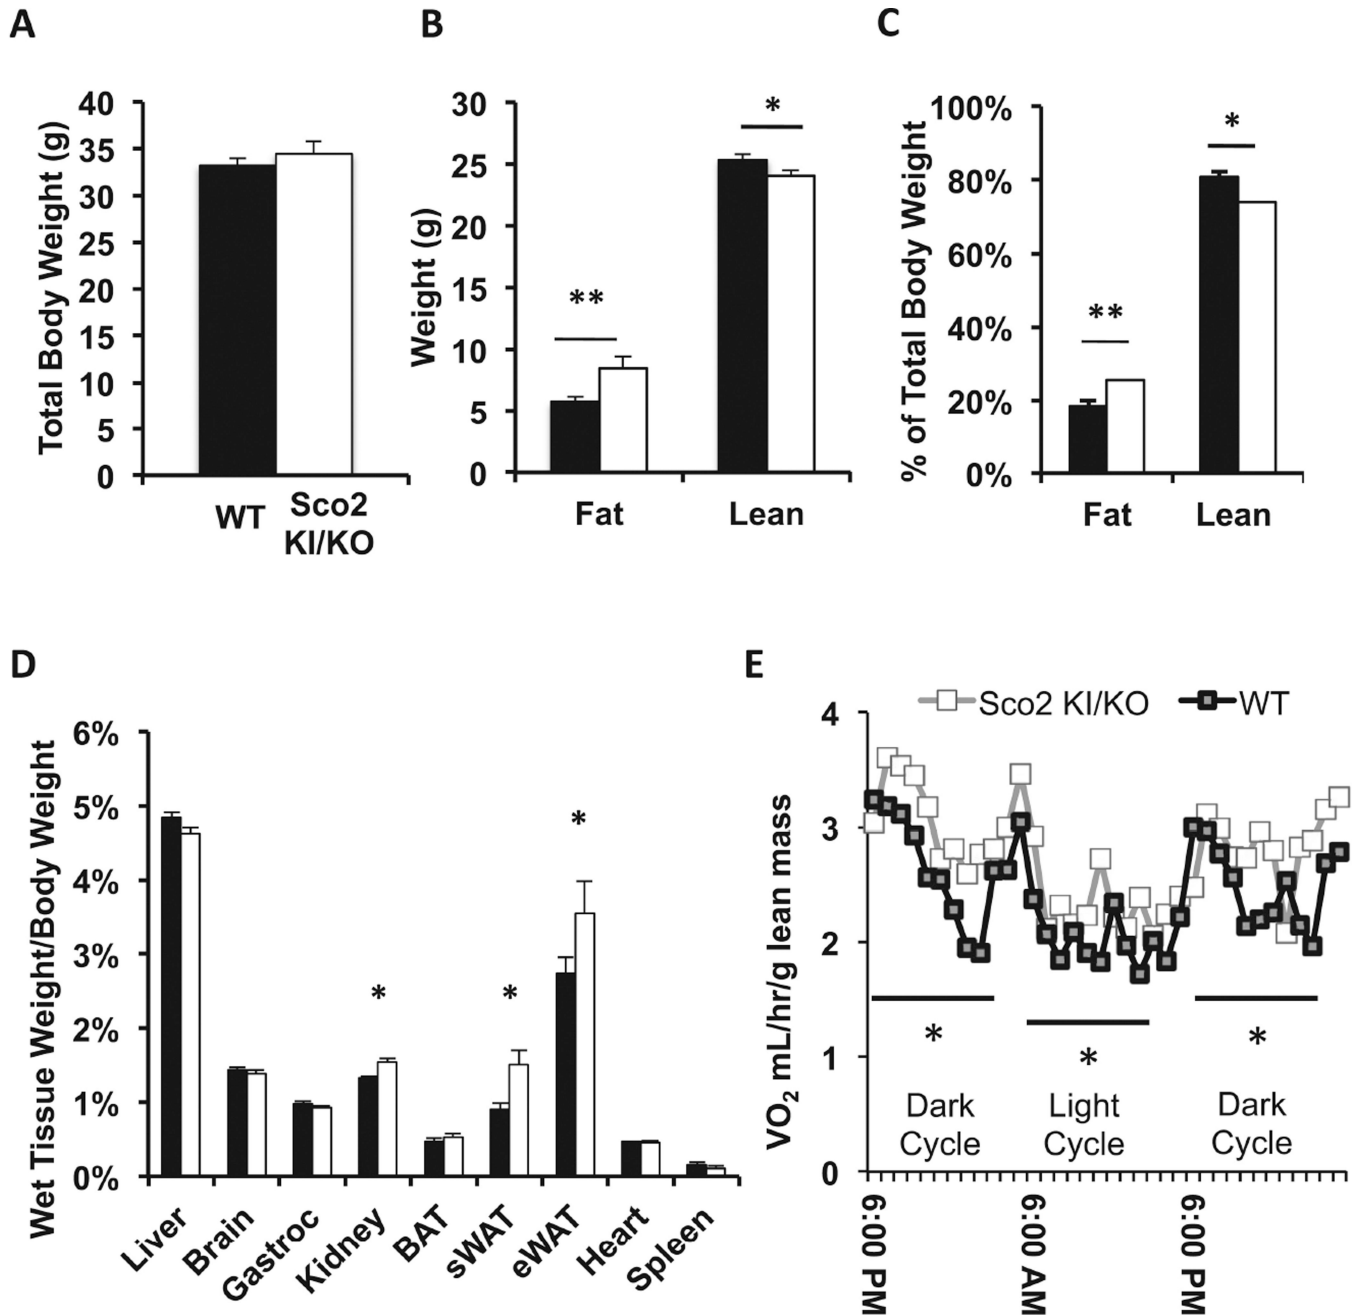 A
Total Body Weight (g)
40
35
30
25
20
15
10
5
0
WT
Sco2
KI/KO
B
Weight (g)
30
25
20
15
10
5
0
**
*
Fat
Lean
C
% of Total Body Weight
100%
80%
60%
40%
20%
0%
**
*
Fat
Lean
D
Wet Tissue Weight/Body Weight
6%
5%
4%
3%
2%
1%
0%
*
*
*
Liver
Brain
Gastroc
Kidney
BAT
sWAT
eWAT
Heart
Spleen
E
Sco2 KI/KO
WT
VO2 mL/hr/g lean mass
4
3
2
1
0
*
*
*
Dark
Cycle
Light
Cycle
Dark
Cycle
6:00 PM
6:00 AM
6:00 PM